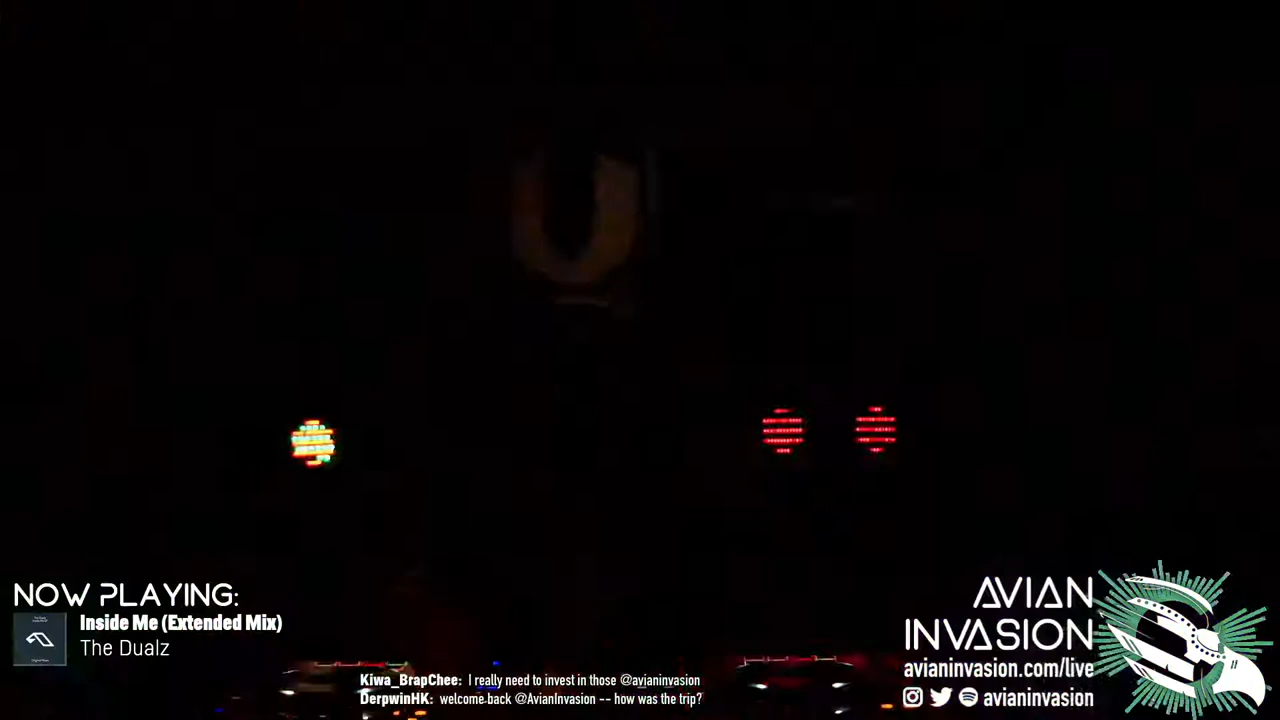 NOW PLAYING:
Inside Me (Extended Mix)
The Dualz
Kiwa_BrapChee: I really need to invest in those @avianinvasion
DerpwinHK: welcome back @AvianInvasion -- how was the trip?
AVIAN
INVASION
avianinvasion.com/live
avianinvasion